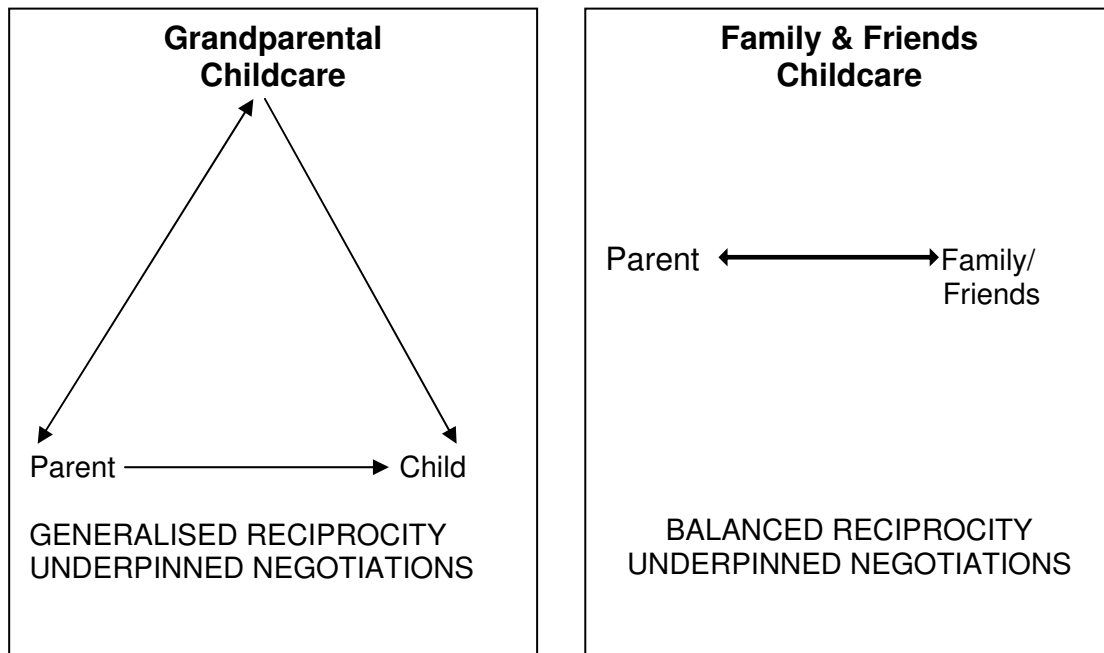 Grandparental
Childcare
Parent
Child
GENERALISED RECIPROCITY
UNDERPINNED NEGOTIATIONS
Family & Friends
Childcare
Parent
Family/
Friends
BALANCED RECIPROCITY
UNDERPINNED NEGOTIATIONS